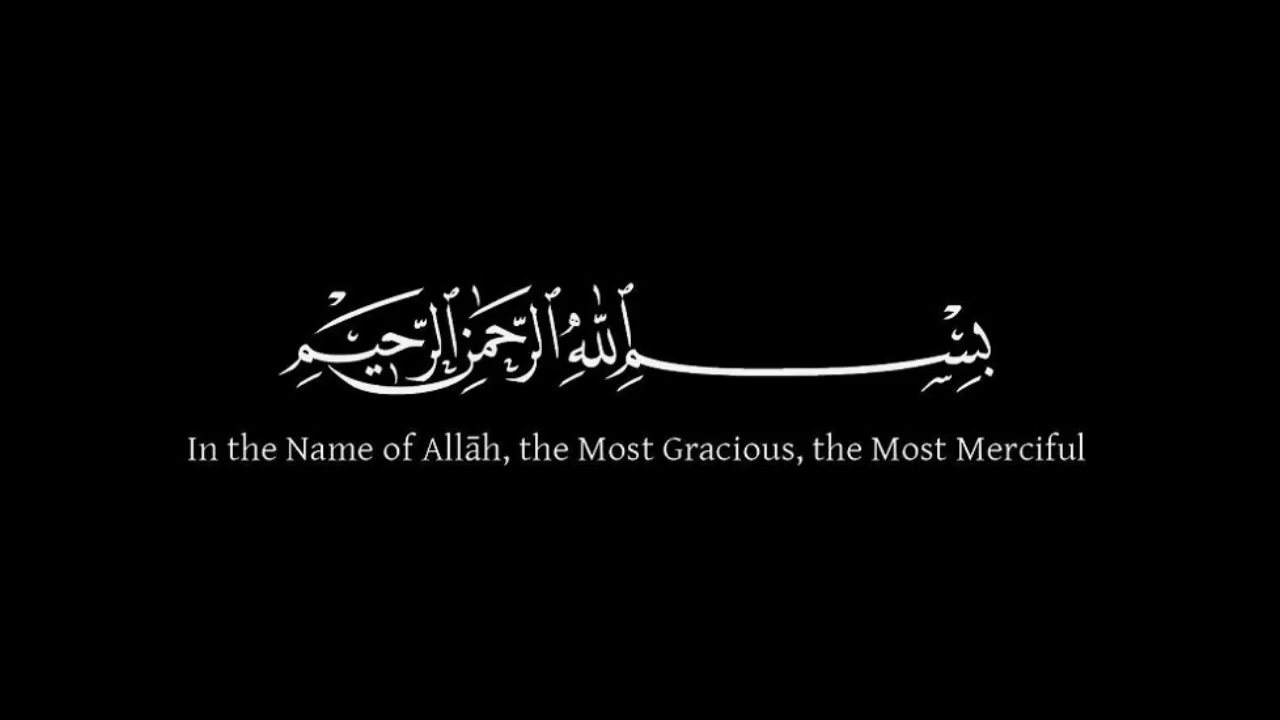 بِسْمِ ٱللَّهِ ٱلرَّحْمَٰنِ ٱلرَّحِيمِ
In the Name of Allāh, the Most Gracious, the Most Merciful